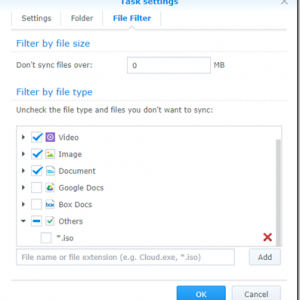 Task settings
Settings Folder File Filter
Filter by file size
Don't sync files over: 0 MB
Filter by file type
Uncheck the file type and files you don't want to sync:
Video
Image
Document
Google Docs
box Box Docs
Others
*.iso
File name or file extension (e.g. Cloud.exe, *.iso) Add
OK Cancel